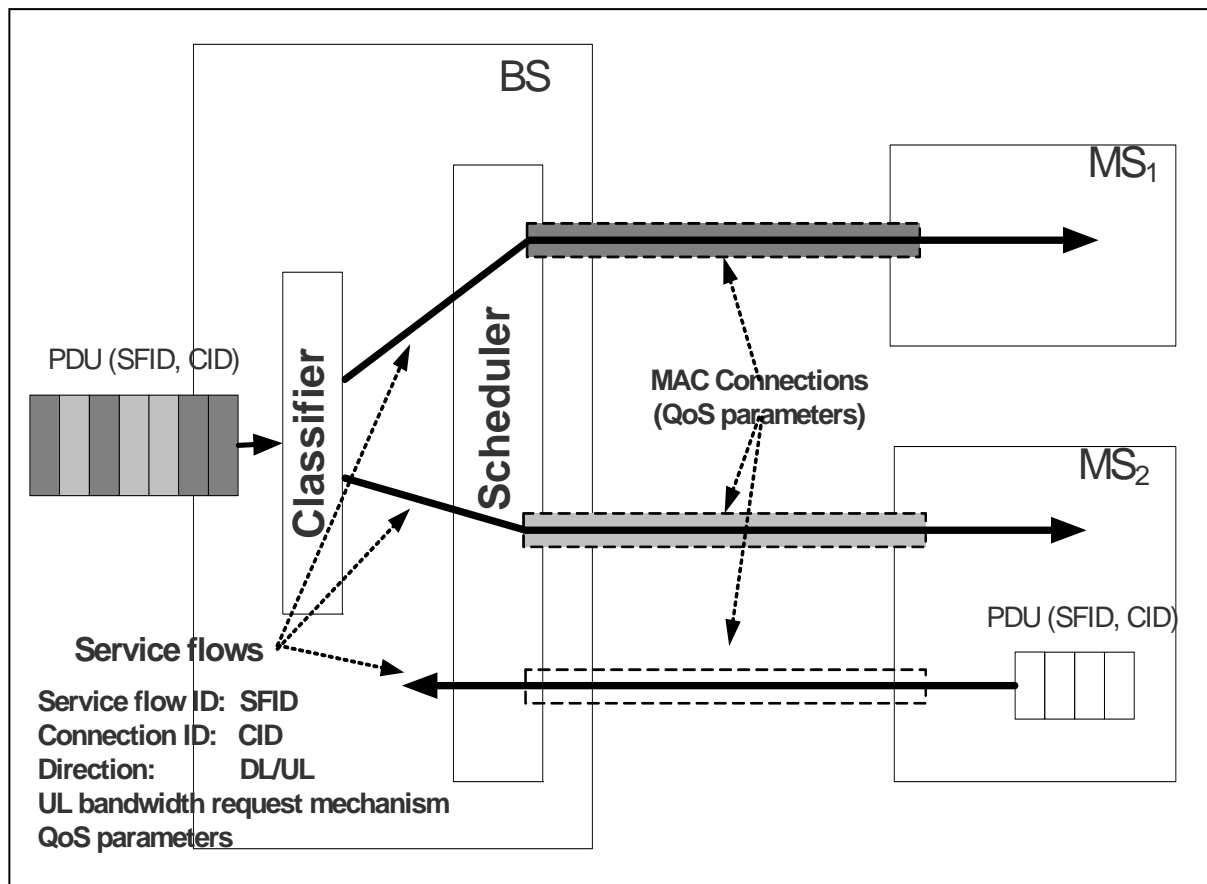 BS
MS₁
PDU (SFID, CID)
Classifier
Scheduler
MAC Connections
(QoS parameters)
MS₂
PDU (SFID, CID)
Service flows
Service flow ID: SFID
Connection ID: CID
Direction: DL/UL
UL bandwidth request mechanism
QoS parameters